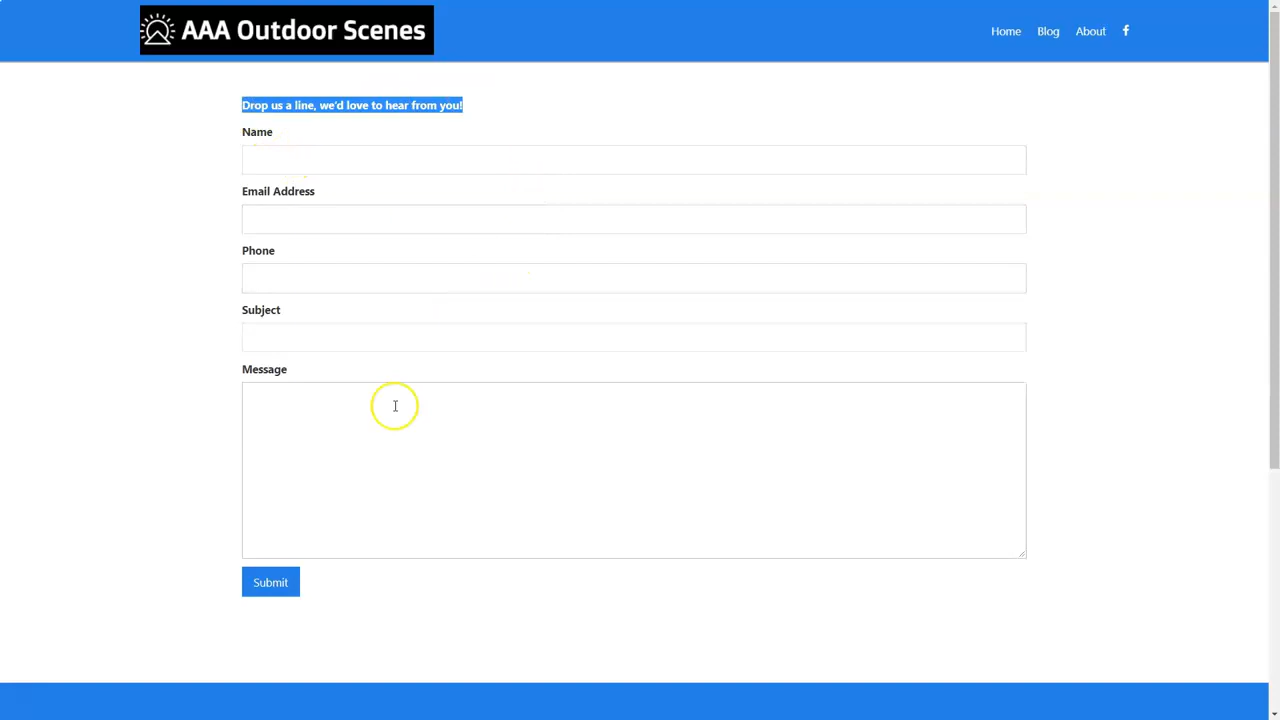 AAA Outdoor Scenes
Home Blog About
Drop us a line, we'd love to hear from you!
Name
Email Address
Phone
Subject
Message
Submit